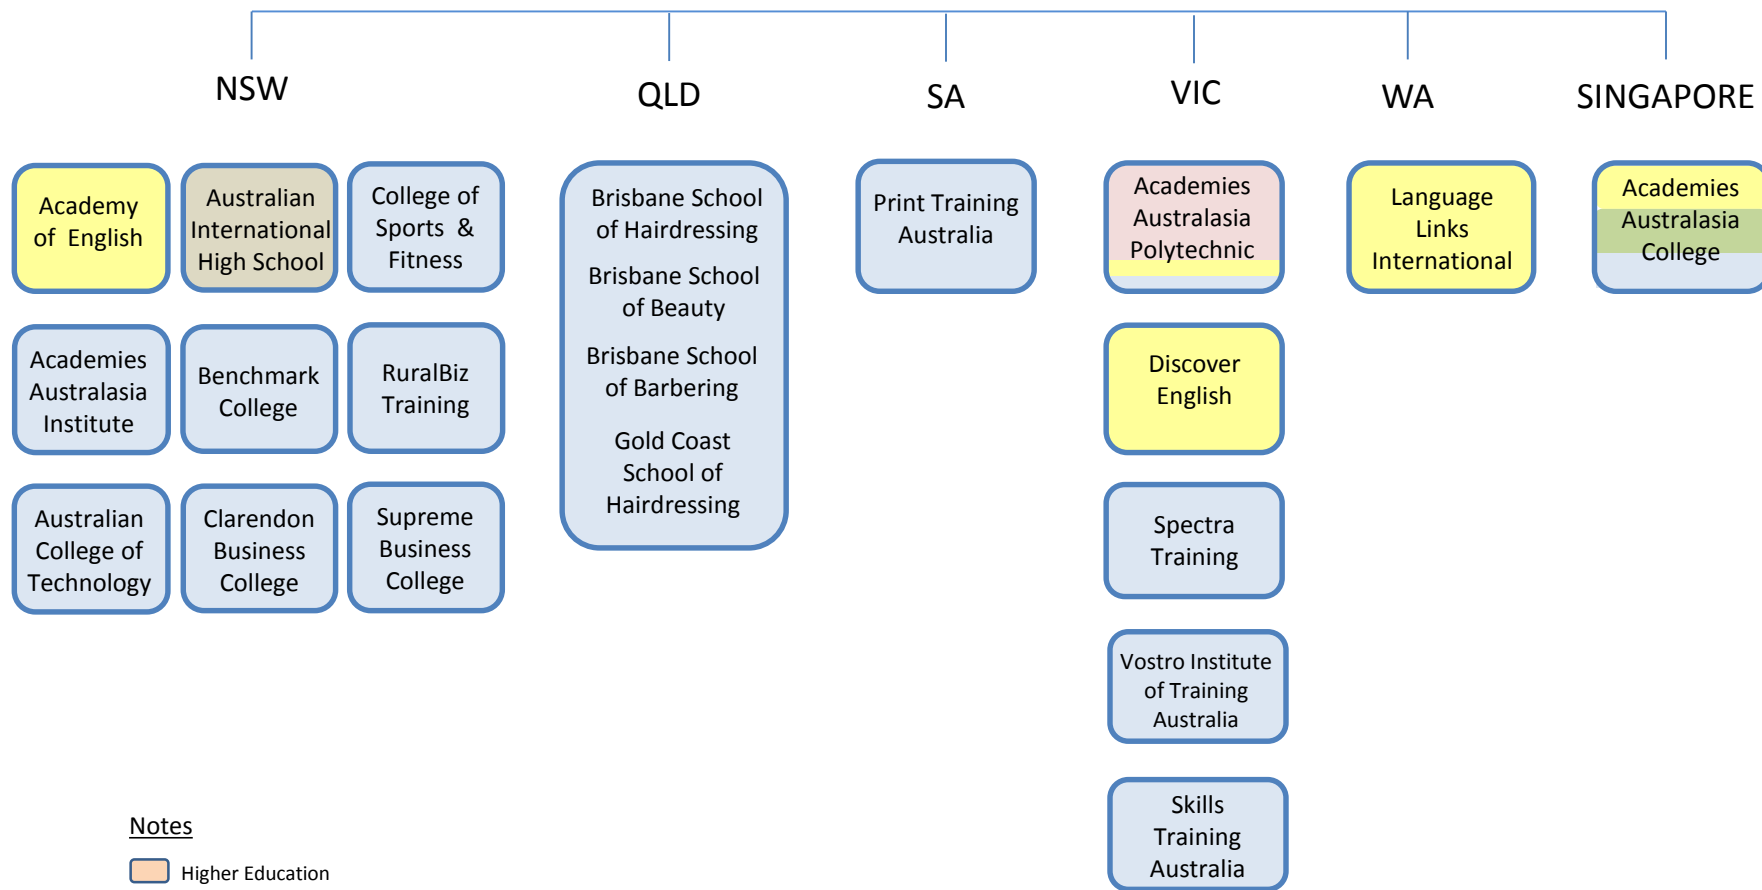 NSW
QLD
SA
VIC
WA
SINGAPORE
Academy
of English
Australian
International
High School
College of
Sports &
Fitness
Academies
Australasia
Institute
Benchmark
College
RuralBiz
Training
Australian
College of
Technology
Clarendon
Business
College
Supreme
Business
College
Brisbane School
of Hairdressing
Brisbane School
of Beauty
Brisbane School
of Barbering
Gold Coast
School of
Hairdressing
Print Training
Australia
Academies
Australasia
Polytechnic
Discover
English
Spectra
Training
Vostro Institute
of Training
Australia
Skills
Training
Australia
Language
Links
International
Academies
Australasia
College
Notes
Higher Education